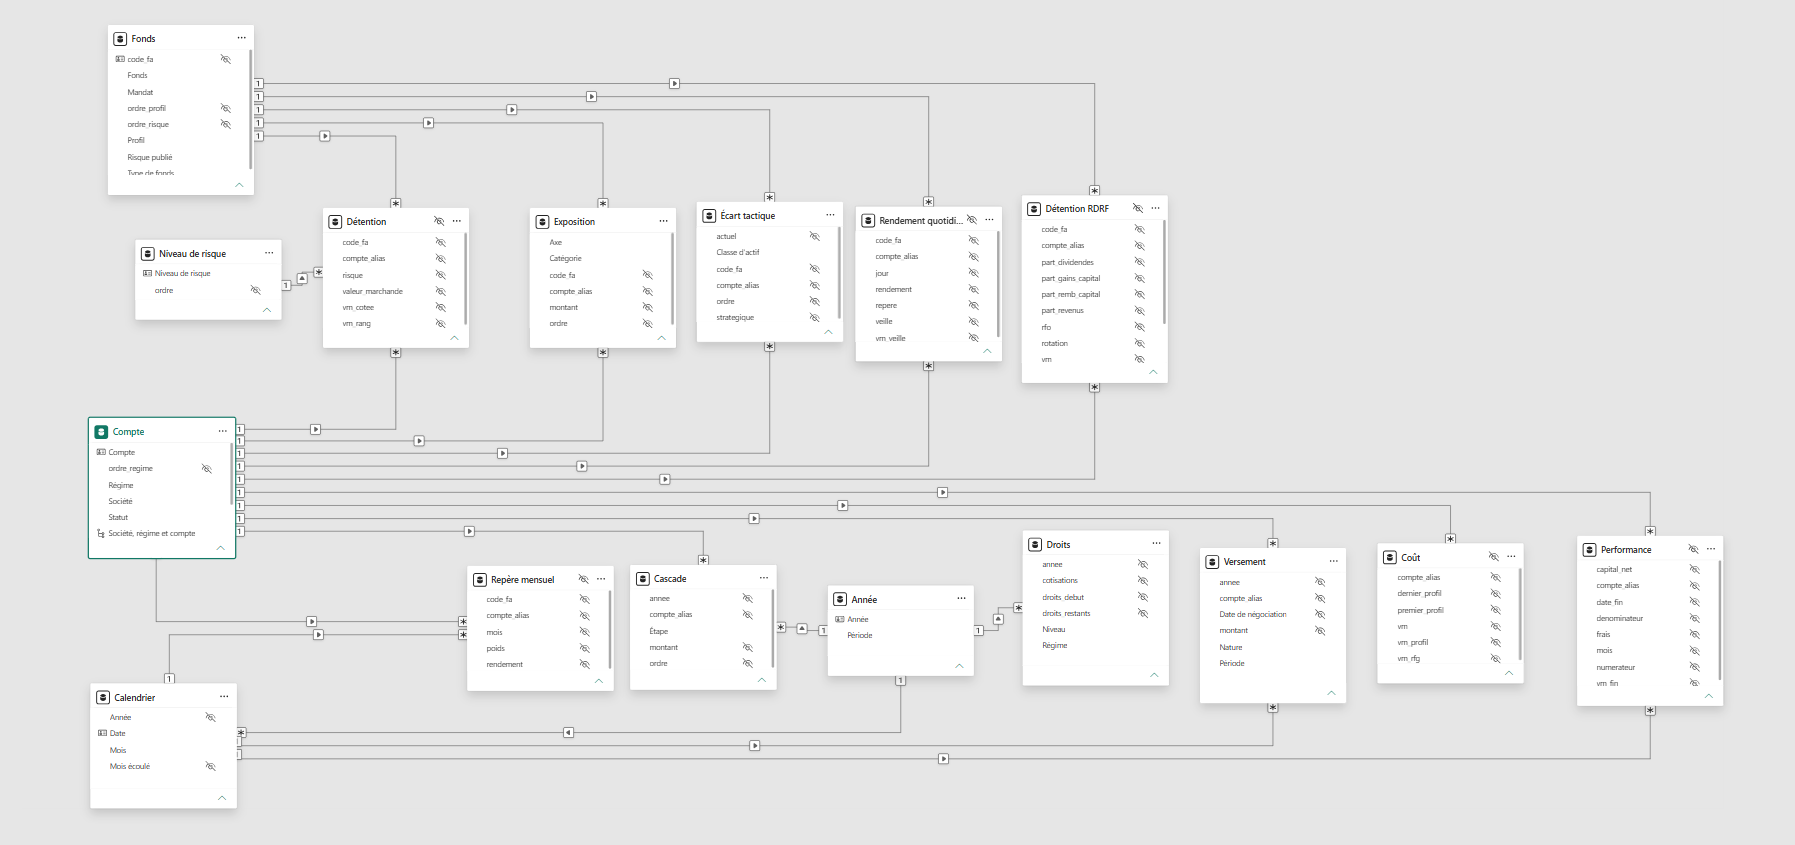 Fonds
code_fa
Fonds
Mandat
ordre_profil
ordre_risque
Profil
Risque publié
Type de fonds
Niveau de risque
Niveau de risque
ordre
Détention
code_fa
compte_alias
risque
valeur_marchande
vm_cotee
vm_rang
Exposition
Axe
Catégorie
code_fa
compte_alias
montant
ordre
Écart tactique
actuel
Classe d'actif
code_fa
compte_alias
ordre
strategique
Rendement quotidi...
code_fa
compte_alias
jour
rendement
repere
veille
vm_veille
Détention RDRF
code_fa
compte_alias
part_dividendes
part_gains_capital
part_remb_capital
part_revenus
rfo
rotation
vm
Compte
Compte
ordre_regime
Régime
Société
Statut
Société, régime et compte
Repère mensuel
code_fa
compte_alias
mois
poids
rendement
Cascade
annee
compte_alias
Étape
montant
ordre
Année
Année
Période
Droits
annee
cotisations
droits_debut
droits_restants
Niveau
Régime
Versement
annee
compte_alias
Date de négociation
montant
Nature
Période
Coût
compte_alias
dernier_profil
premier_profil
vm
vm_profil
vm_rfg
Performance
capital_net
compte_alias
date_fin
denominateur
frais
mois
numerateur
vm_fin
Calendrier
Année
Date
Mois
Mois écoulé